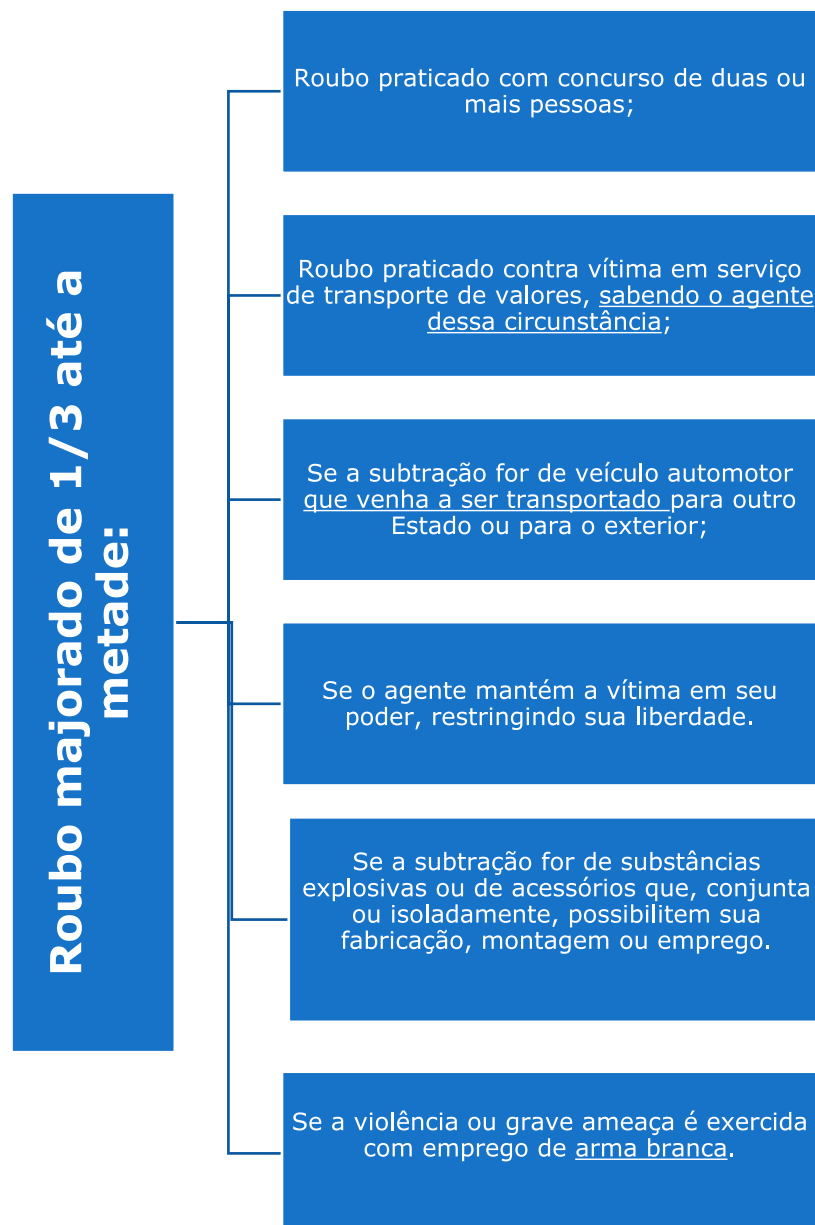 Roubo majorado de 1/3 até a
metade:
Roubo praticado com concurso de duas ou
mais pessoas;
Roubo praticado contra vítima em serviço
de transporte de valores, sabendo o agente
dessa circunstância;
Se a subtração for de veículo automotor
que venha a ser transportado para outro
Estado ou para o exterior;
Se o agente mantém a vítima em seu
poder, restringindo sua liberdade.
Se a subtração for de substâncias
explosivas ou de acessórios que, conjunta
ou isoladamente, possibilitem sua
fabricação, montagem ou emprego.
Se a violência ou grave ameaça é exercida
com emprego de arma branca.